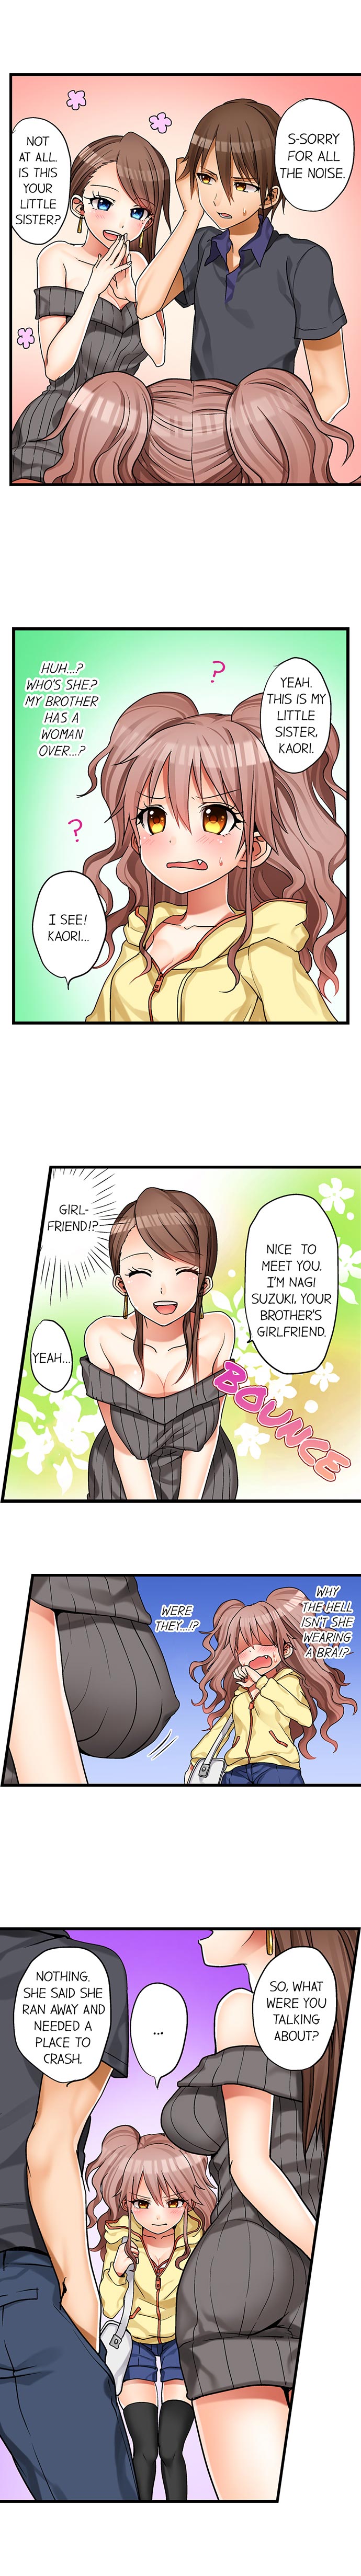 S-SORRY
FOR ALL
THE NOISE.
NOT
AT ALL.
IS THIS
YOUR
LITTLE
SISTER?
YEAH.
THIS IS MY
LITTLE
SISTER,
KAORI.
?
HUH...?
WHO'S SHE?
MY BROTHER
HAS A
WOMAN
OVER...?
?
I SEE!
KAORI...
NICE TO
MEET YOU.
I'M NAGI
SUZUKI, YOUR
BROTHER'S
GIRLFRIEND.
GIRL-
FRIEND!?
YEAH...
BOUNCE
WHY
THE HELL
ISN'T SHE
WEARING
A BRA!?
WERE
THEY...!?
SO, WHAT
WERE YOU
TALKING
ABOUT?
...
NOTHING.
SHE SAID SHE
RAN AWAY AND
NEEDED A
PLACE TO
CRASH.